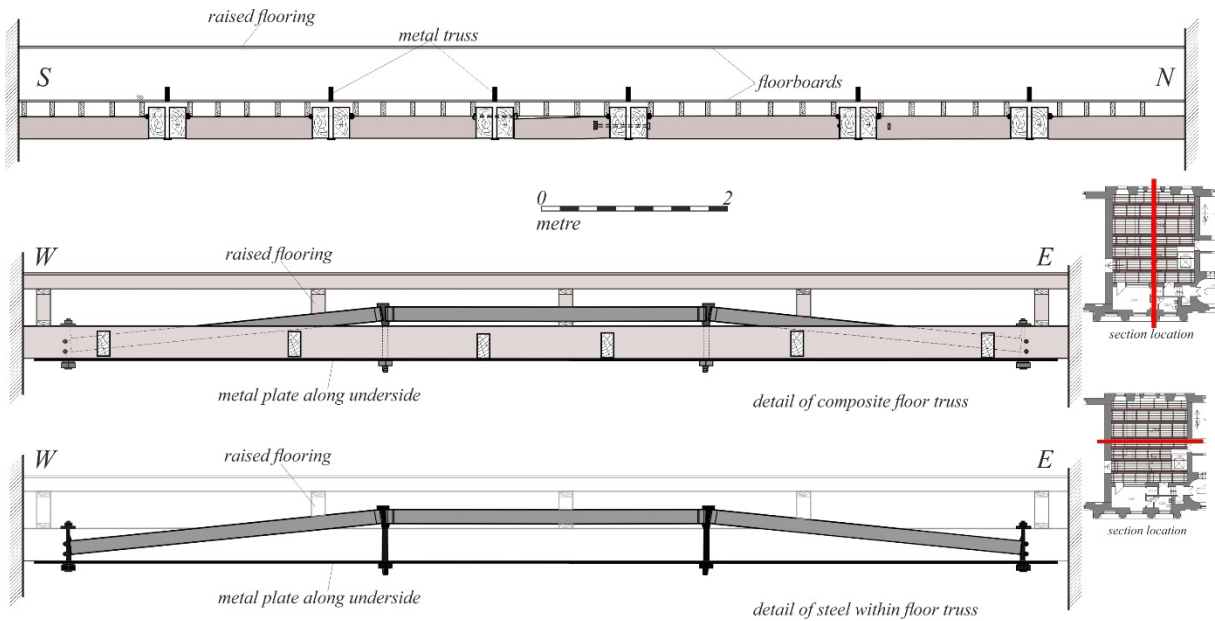 raised flooring
metal truss
S
floorboards
N
0 2
metre
W
raised flooring
E
metal plate along underside
detail of composite floor truss
section location
W
raised flooring
E
metal plate along underside
detail of steel within floor truss
section location